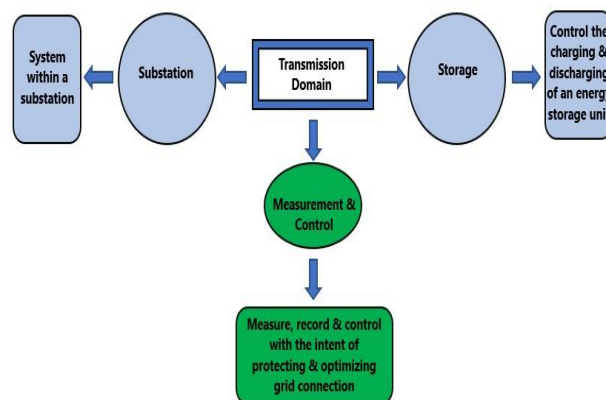 System
within a
substation
Substation
Transmission
Domain
Storage
Control the
charging &
discharging
of an energy
storage uni
Measurement &
Control
Measure, record & control
with the intent of
protecting & optimizing
grid connection